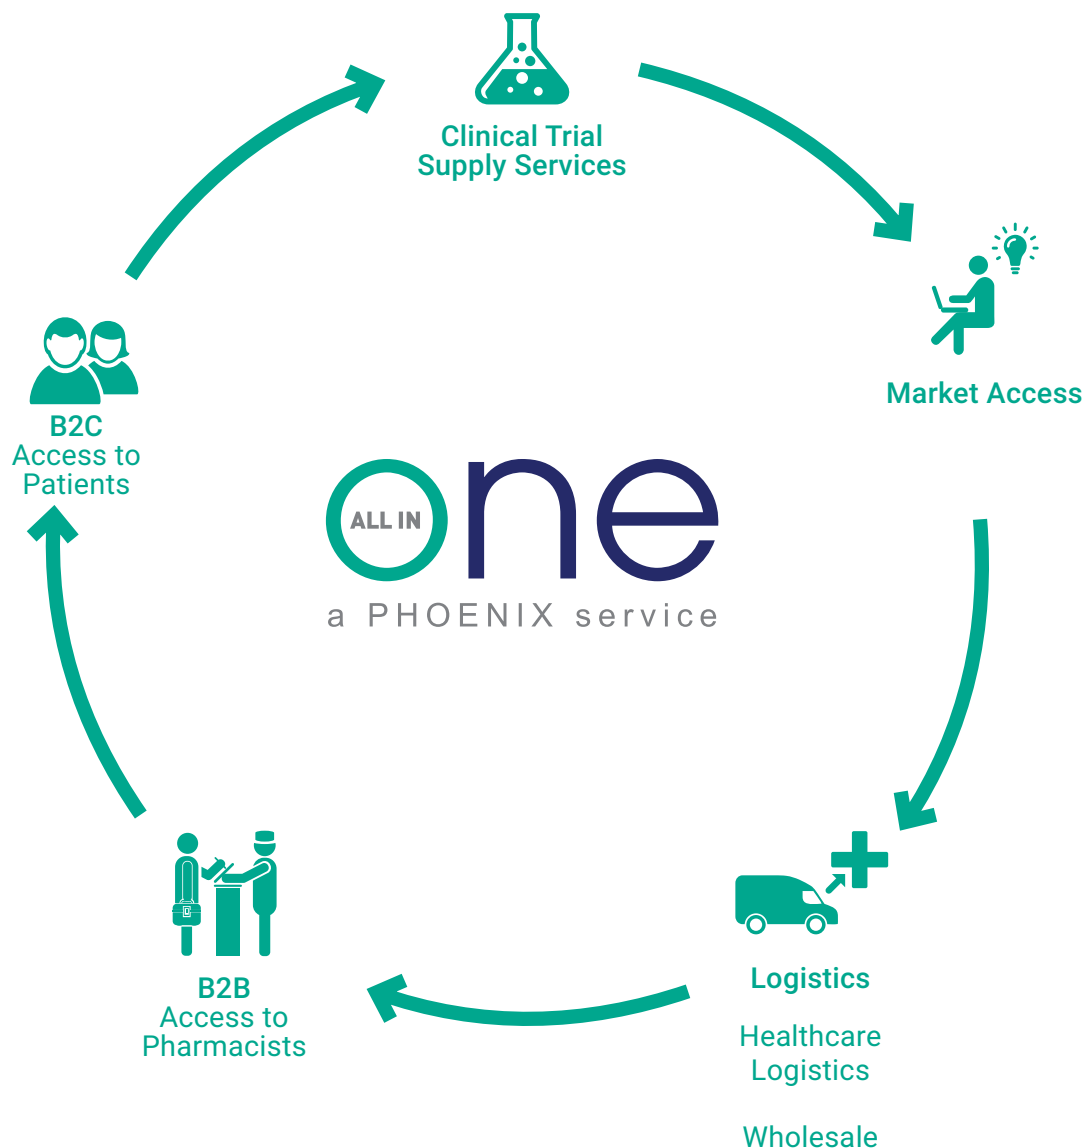 Clinical Trial
Supply Services
Market Access
B2C
Access to
Patients
ALL IN
one
a PHOENIX service
B2B
Access to
Pharmacists
Logistics
Healthcare
Logistics
Wholesale